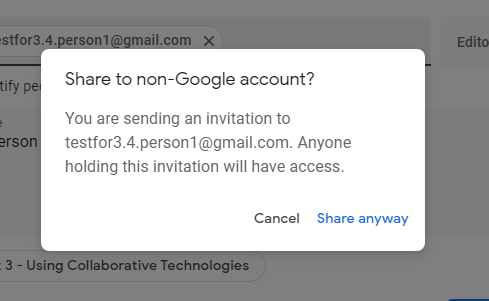 estfor3.4.person1@gmail.com
Edito
Share to non-Google account?
tify peo
You are sending an invitation to
testfor3.4.person1@gmail.com. Anyone
holding this invitation will have access.
e
erson
Cancel Share anyway
3 - Using Collaborative Technologies